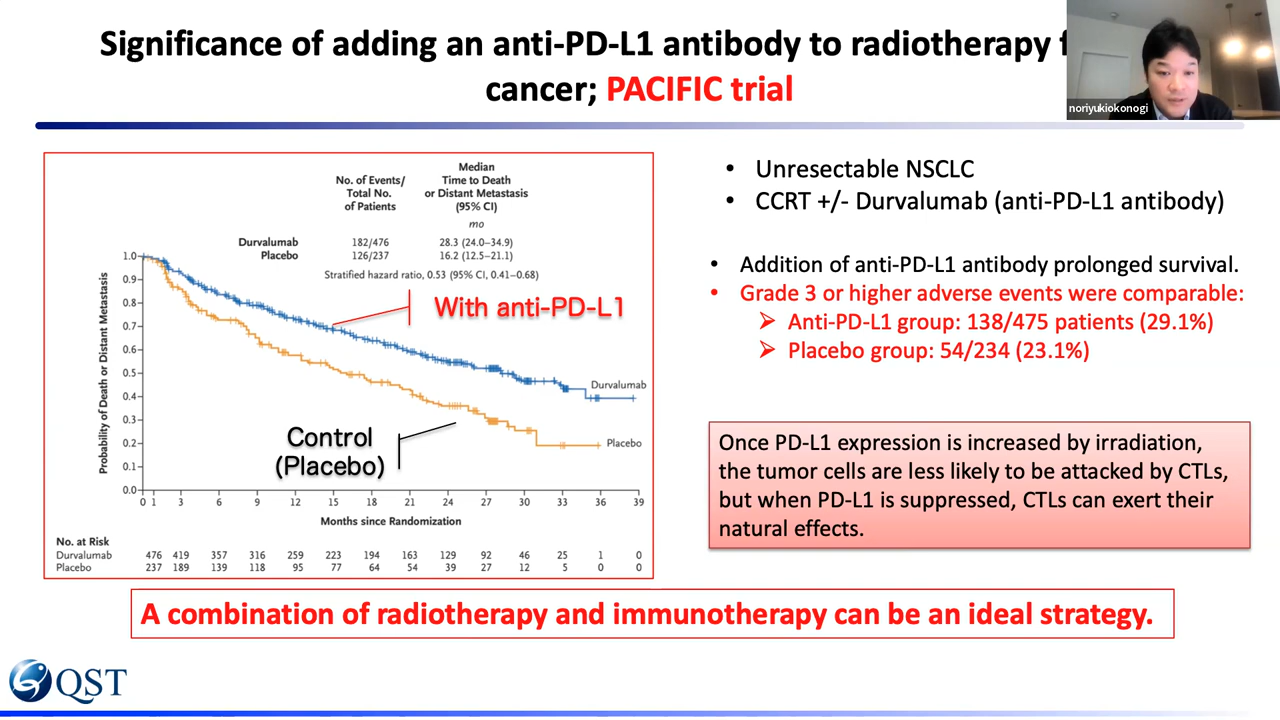 Significance of adding an anti-PD-L1 antibody to radiotherapy
cancer; PACIFIC trial
noriyukiokonogi
No. of Events/
Total No.
of Patients
Median
Time to Death
or Distant Metastasis
(95% CI)
mo
Durvalumab 182/476 28.3 (24.0–34.9)
Placebo 126/237 16.2 (12.5–21.1)
Stratified hazard ratio, 0.53 (95% CI, 0.41–0.68)
Probability of Death or Distant Metastasis
1.0
0.9
0.8
0.7
0.6
0.5
0.4
0.3
0.2
0.1
0.0
With anti-PD-L1
Durvalumab
Control
(Placebo)
Placebo
0 1 3 6 9 12 15 18 21 24 27 30 33 36 39
Months since Randomization
No. at Risk
Durvalumab 476 419 357 316 259 223 194 163 129 92 46 25 1 0
Placebo 237 189 139 118 95 77 64 54 39 27 12 5 0 0
• Unresectable NSCLC
• CCRT +/- Durvalumab (anti-PD-L1 antibody)
• Addition of anti-PD-L1 antibody prolonged survival.
• Grade 3 or higher adverse events were comparable:
➢ Anti-PD-L1 group: 138/475 patients (29.1%)
➢ Placebo group: 54/234 (23.1%)
Once PD-L1 expression is increased by irradiation,
the tumor cells are less likely to be attacked by CTLs,
but when PD-L1 is suppressed, CTLs can exert their
natural effects.
A combination of radiotherapy and immunotherapy can be an ideal strategy.
QST